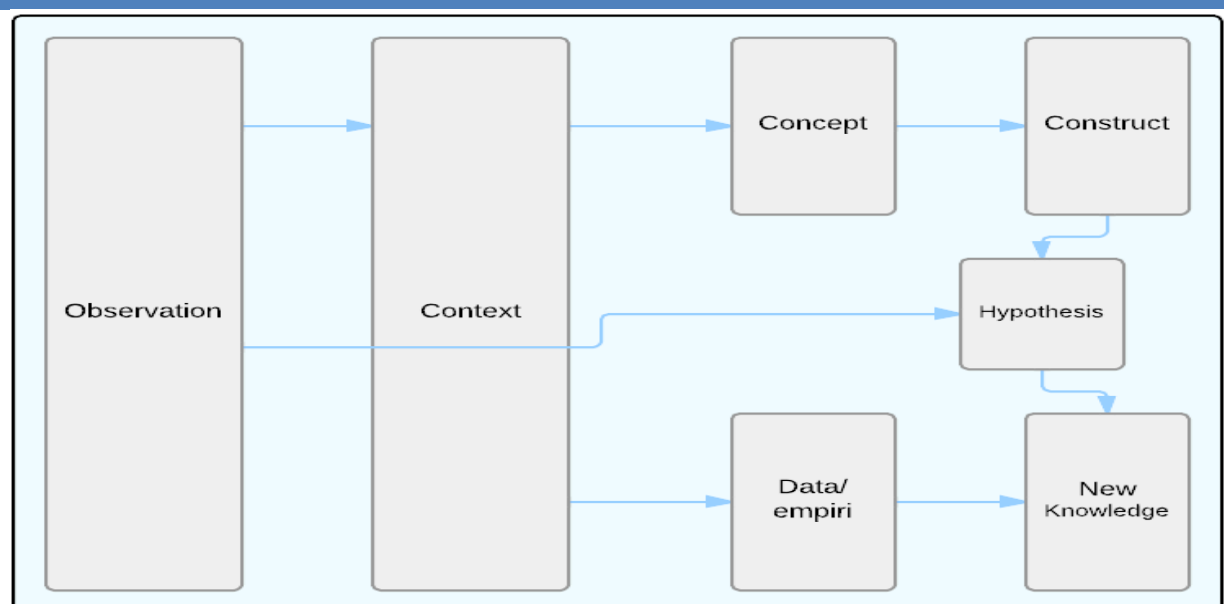 Observation
Context
Concept
Construct
Hypothesis
Data/
empiri
New
Knowledge